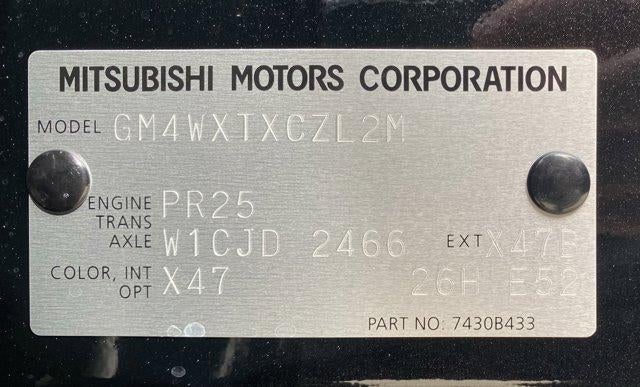 MITSUBISHI MOTORS CORPORATION
MODEL GM4WXTXCZL2M
ENGINE PR25
TRANS
AXLE W1CJD 2466 EXT X47B
COLOR, INT X47
OPT 26H E52
PART NO: 7430B433